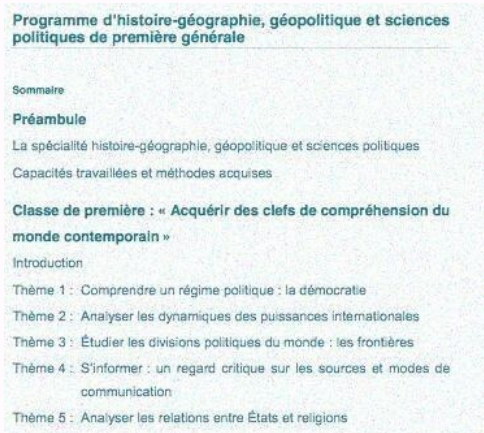 Programme d'histoire-géographie, géopolitique et sciences
politiques de première générale
Sommaire
Préambule
La spécialité histoire-géographie, géopolitique et sciences politiques
Capacités travaillées et méthodes acquises
Classe de première : « Acquérir des clefs de compréhension du
monde contemporain »
Introduction
Thème 1 : Comprendre un régime politique : la démocratie
Thème 2 : Analyser les dynamiques des puissances internationales
Thème 3 : Étudier les divisions politiques du monde : les frontières
Thème 4 : S'informer : un regard critique sur les sources et modes de
communication
Thème 5 : Analyser les relations entre États et religions